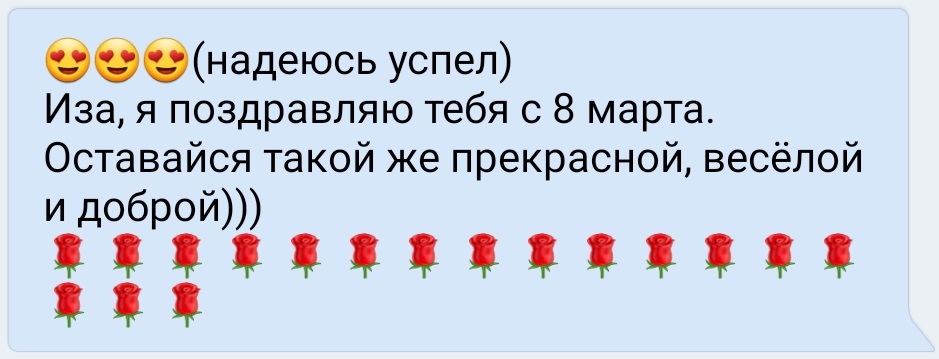 😍😍😍(надеюсь успел)
Иза, я поздравляю тебя с 8 марта.
Оставайся такой же прекрасной, весёлой
и доброй)))
🌹🌹🌹🌹🌹🌹🌹🌹🌹🌹🌹🌹🌹🌹
🌹🌹🌹